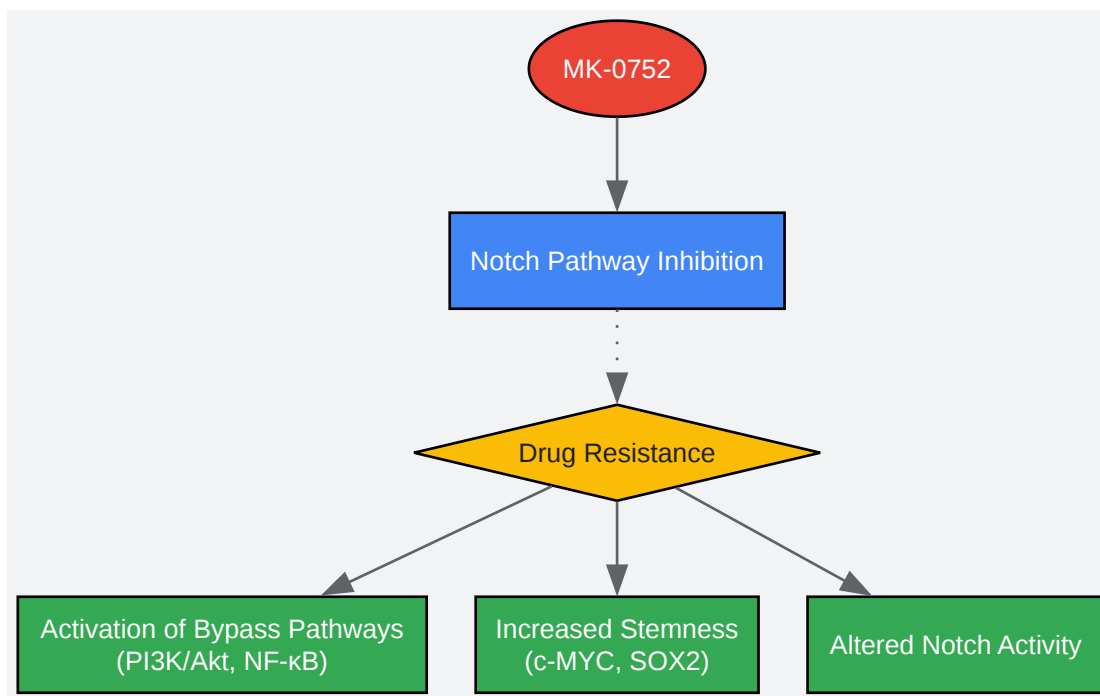 MK-0752
Notch Pathway Inhibition
Drug Resistance
Activation of Bypass Pathways
(PI3K/Akt, NF-κB)
Increased Stemness
(c-MYC, SOX2)
Altered Notch Activity